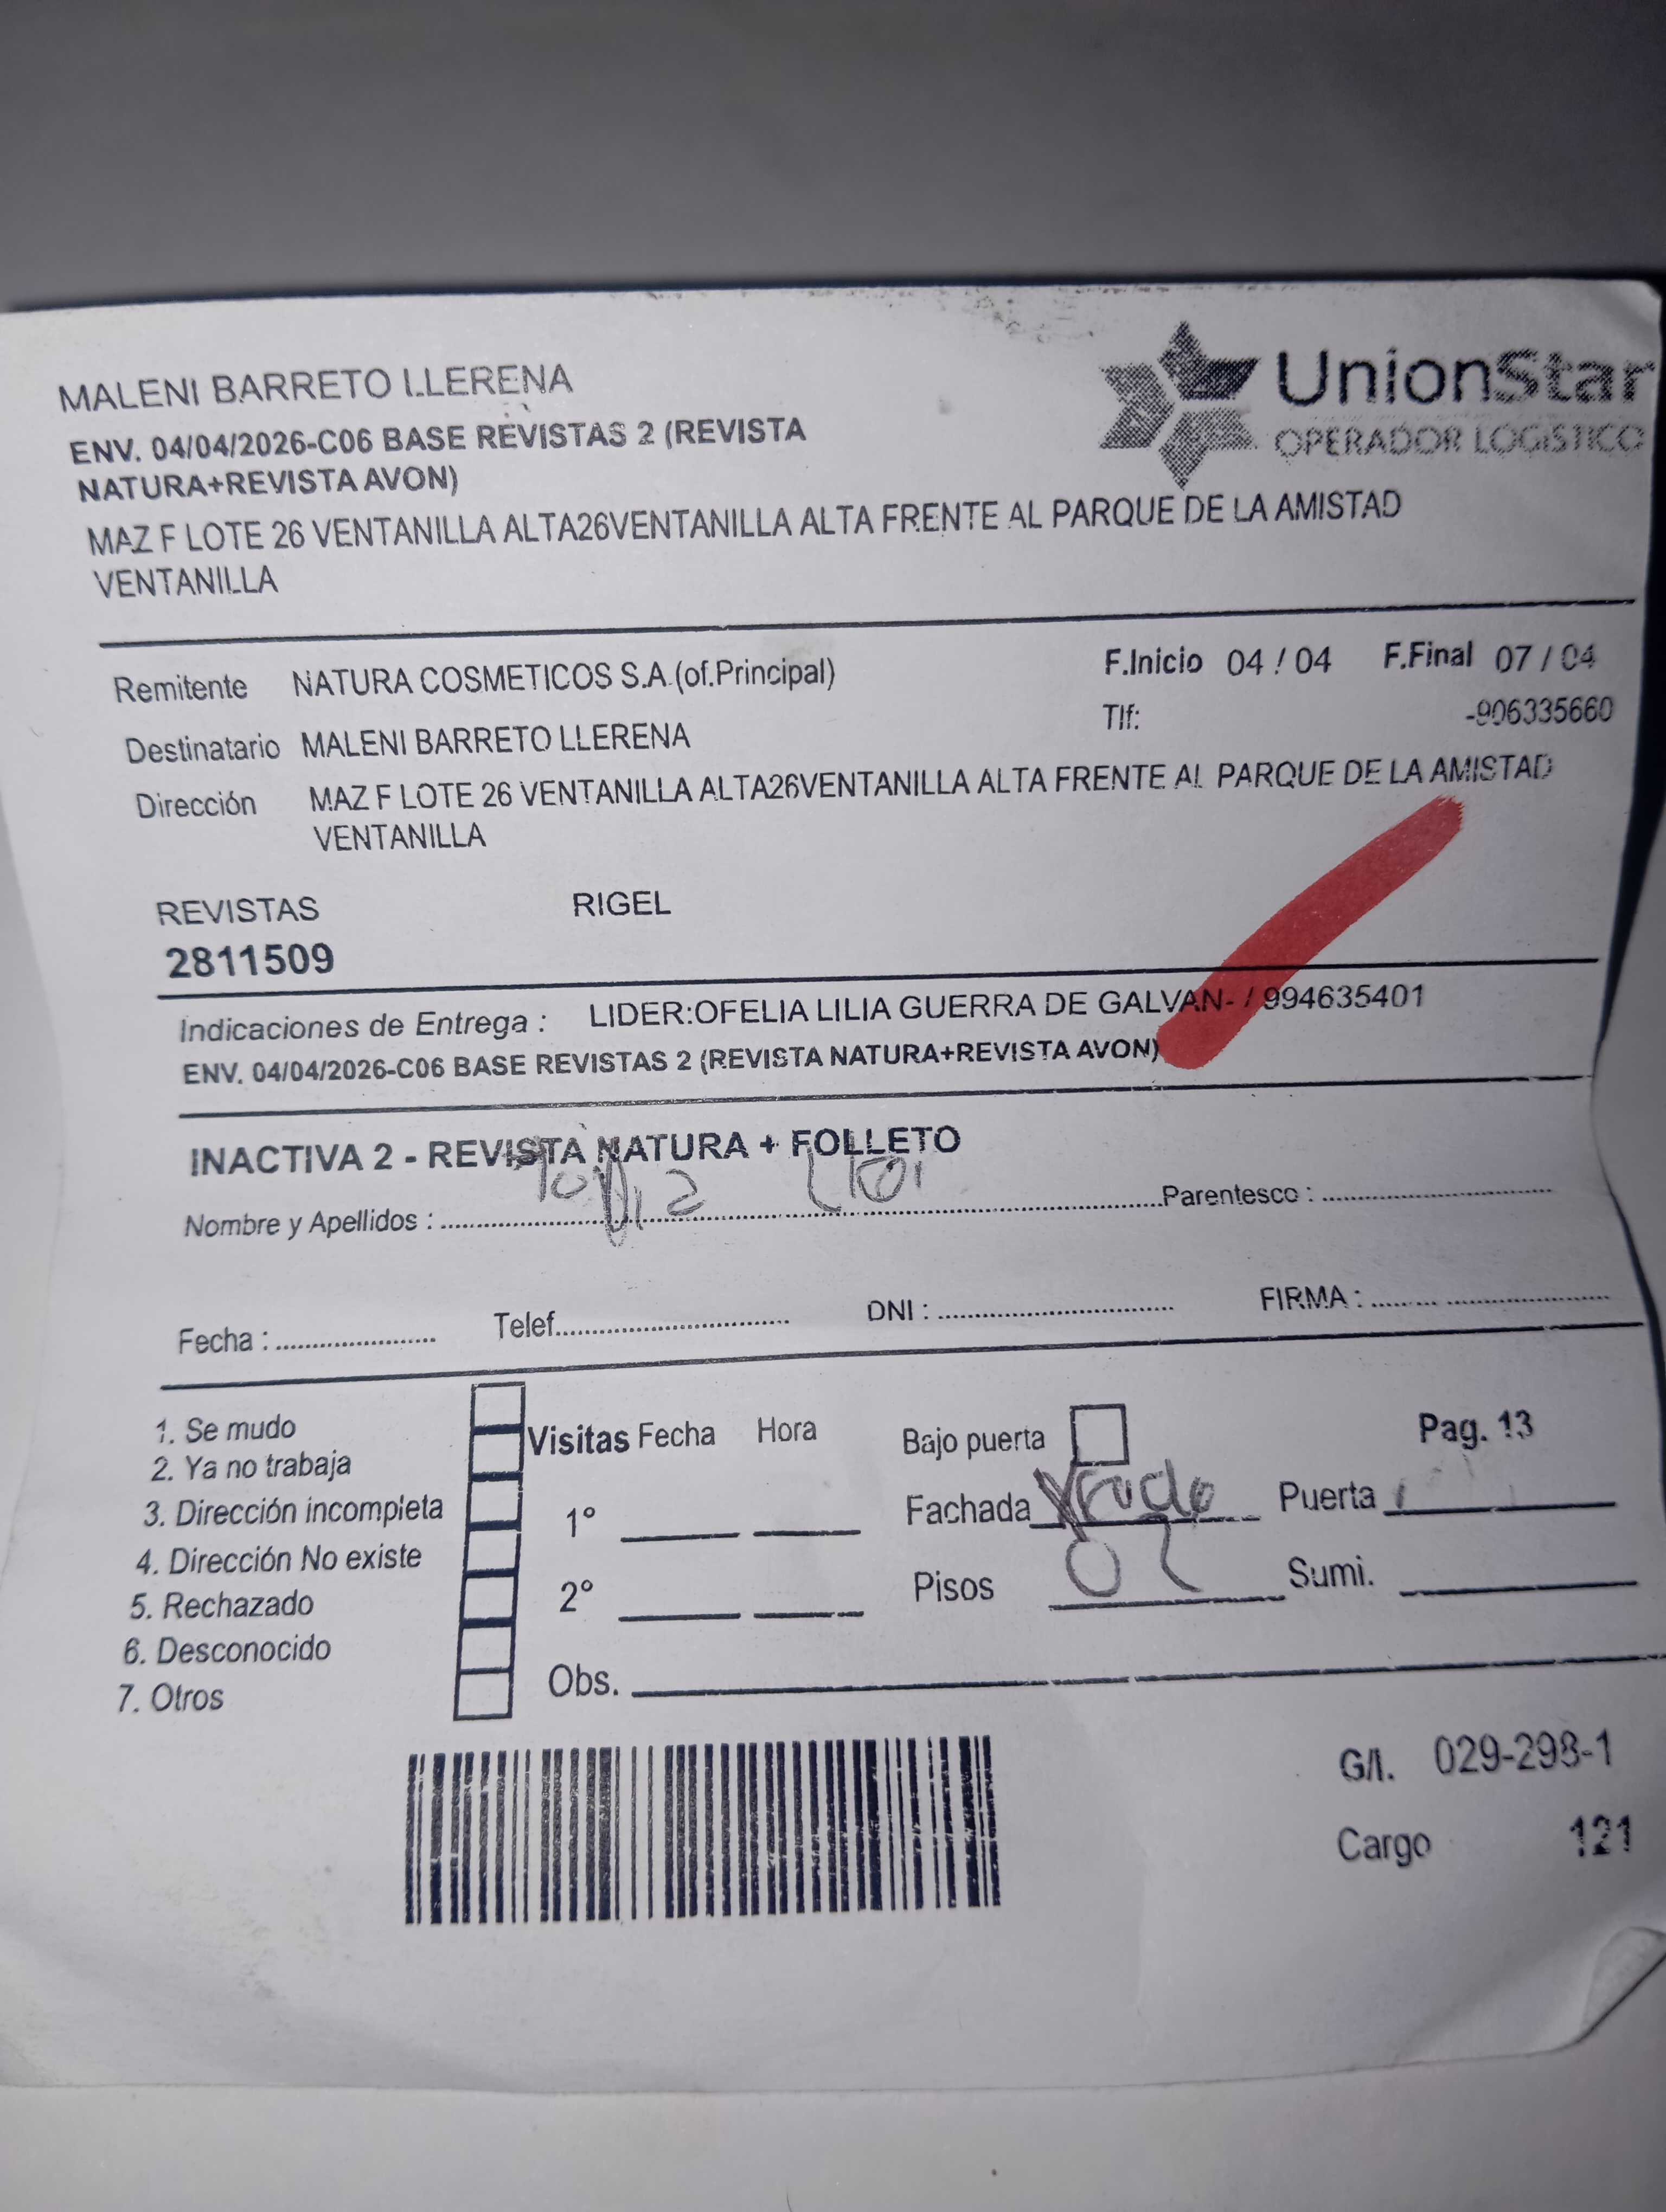 MALENI BARRETO LLERENA
UnionStar
OPERADOR LOGÍSTICO
ENV. 04/04/2026-C06 BASE REVISTAS 2 (REVISTA
NATURA+REVISTA AVON)
MAZ F LOTE 26 VENTANILLA ALTA26VENTANILLA ALTA FRENTE AL PARQUE DE LA AMISTAD
VENTANILLA
Remitente NATURA COSMETICOS S.A.(of.Principal) F.Inicio 04 / 04 F.Final 07 / 04
Tlf: -906335660
Destinatario MALENI BARRETO LLERENA
Dirección MAZ F LOTE 26 VENTANILLA ALTA26VENTANILLA ALTA FRENTE AL PARQUE DE LA AMISTAD
VENTANILLA
REVISTAS RIGEL
2811509
Indicaciones de Entrega : LIDER:OFELIA LILIA GUERRA DE GALVAN- / 994635401
ENV. 04/04/2026-C06 BASE REVISTAS 2 (REVISTA NATURA+REVISTA AVON)
INACTIVA 2 - REVISTA NATURA + FOLLETO
Nombre y Apellidos : Parentesco :
Fecha : Telef. DNI : FIRMA :
1. Se mudo
2. Ya no trabaja
3. Dirección incompleta
4. Dirección No existe
5. Rechazado
6. Desconocido
7. Otros
Visitas Fecha Hora
1°
2°
Obs.
Bajo puerta Pag. 13
Fachada Puerta
Pisos 02 Sumi.
G/I. 029-298-1
Cargo 121